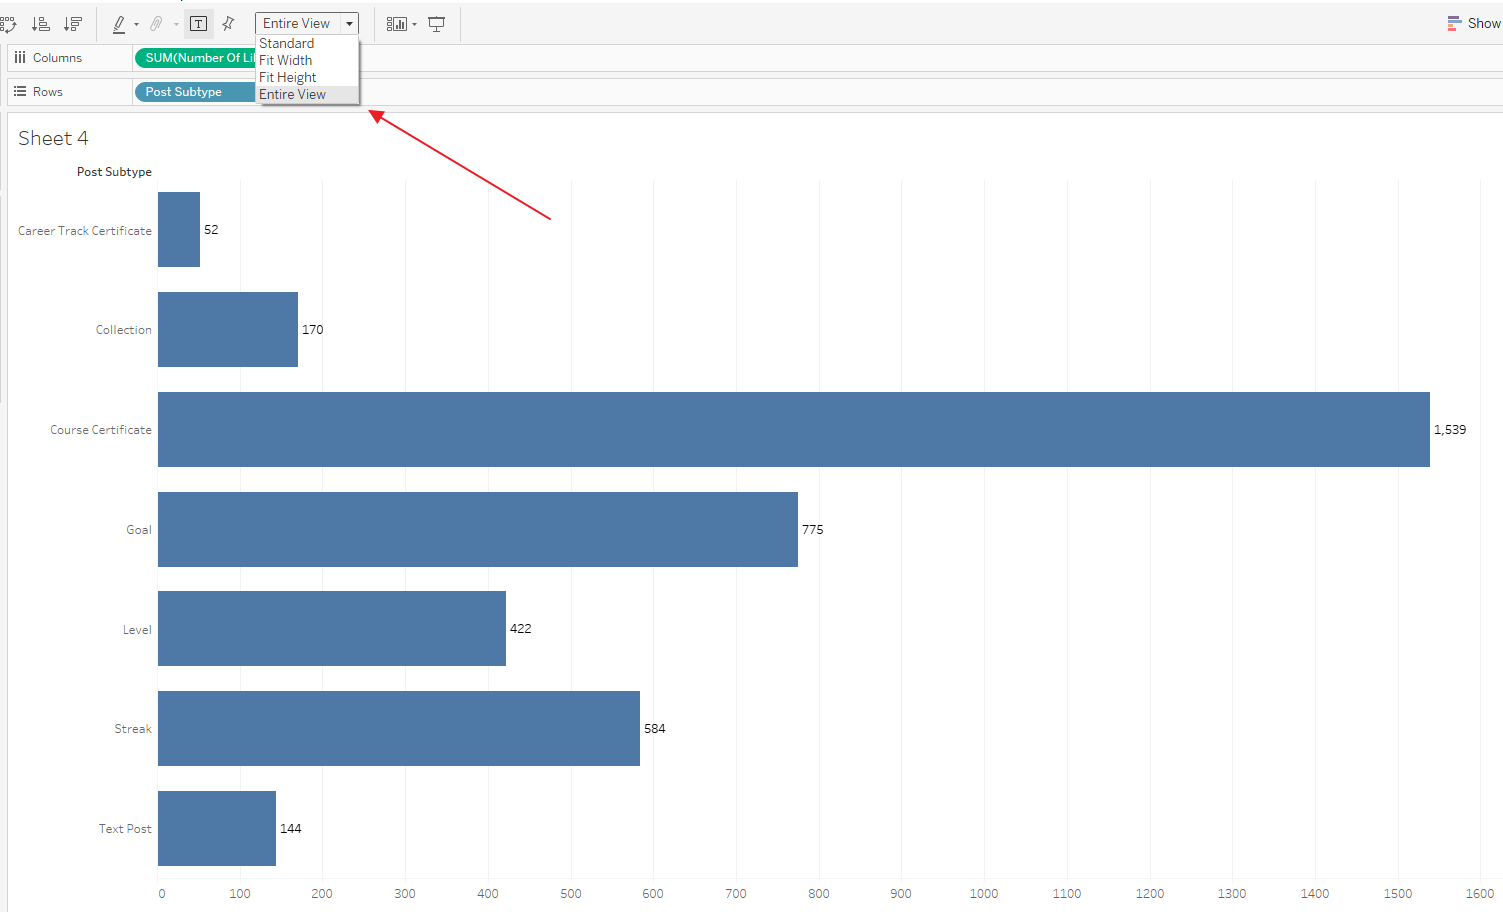 Entire View
Show
Standard
Fit Width
Fit Height
Entire View
Columns
SUM(Number Of Li
Rows
Post Subtype
Sheet 4
Post Subtype
Career Track Certificate 52
Collection 170
Course Certificate 1,539
Goal 775
Level 422
Streak 584
Text Post 144
0 100 200 300 400 500 600 700 800 900 1000 1100 1200 1300 1400 1500 1600